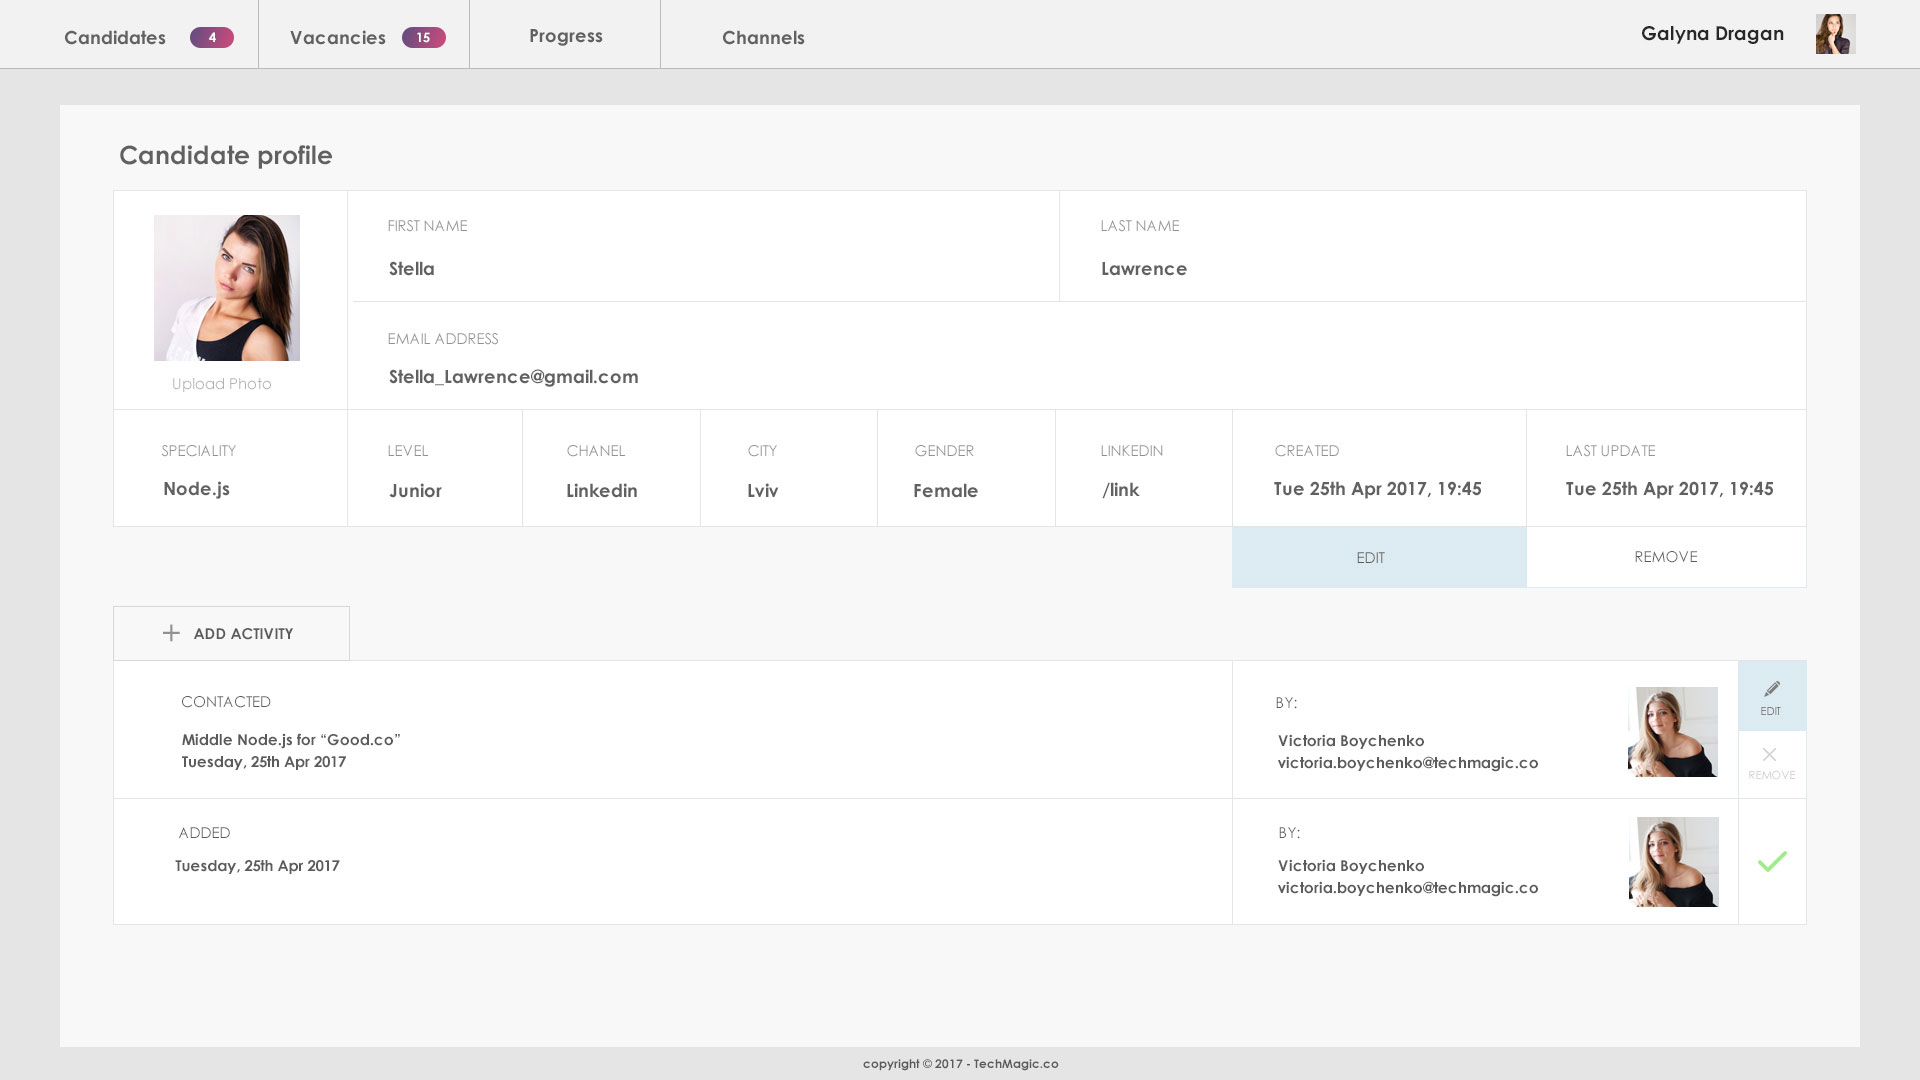 Candidates 4 Vacancies 15 Progress Channels Galyna Dragan
Candidate profile
FIRST NAME LAST NAME
Stella Lawrence
EMAIL ADDRESS
Stella_Lawrence@gmail.com
Upload Photo
SPECIALITY LEVEL CHANEL CITY GENDER LINKEDIN CREATED LAST UPDATE
Node.js Junior Linkedin Lviv Female /link Tue 25th Apr 2017, 19:45 Tue 25th Apr 2017, 19:45
EDIT REMOVE
ADD ACTIVITY
CONTACTED BY:
EDIT
Middle Node.js for “Good.co” Victoria Boychenko
Tuesday, 25th Apr 2017 victoria.boychenko@techmagic.co
REMOVE
ADDED BY:
Tuesday, 25th Apr 2017 Victoria Boychenko
victoria.boychenko@techmagic.co
copyright © 2017 - TechMagic.co